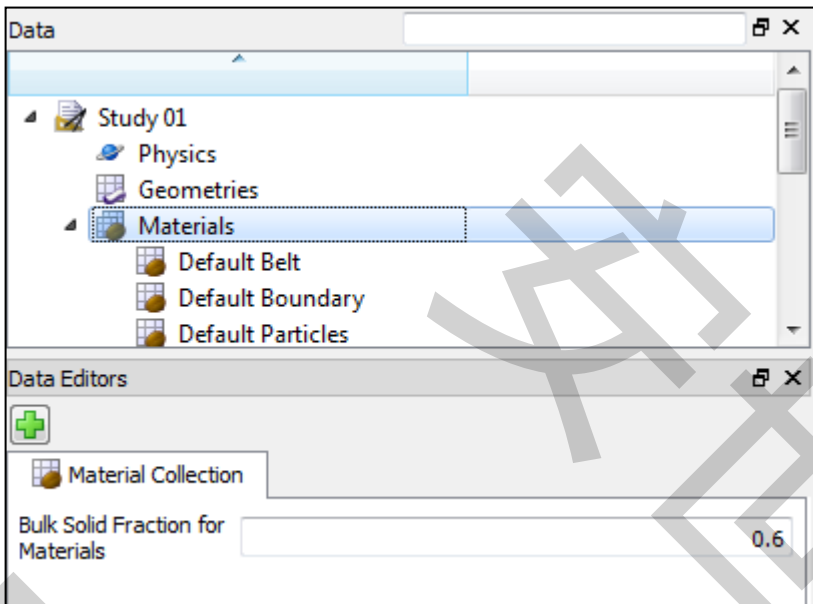 Data
Study 01
Physics
Geometries
Materials
Default Belt
Default Boundary
Default Particles
Data Editors
Material Collection
Bulk Solid Fraction for
Materials
0.6